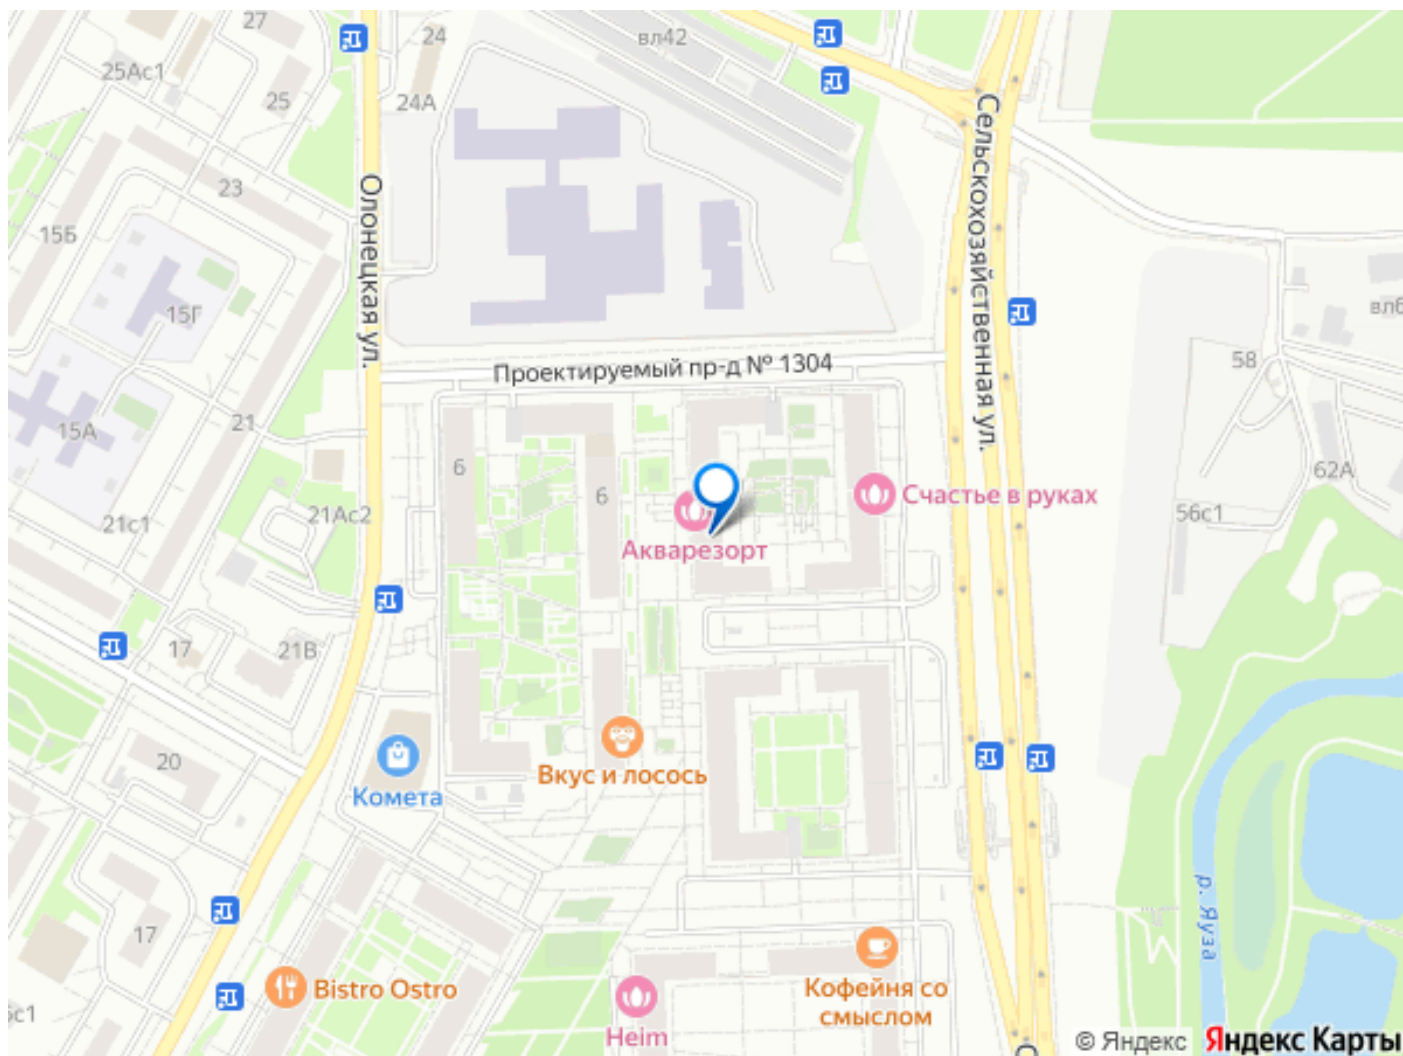 27
24
вл42
25Ас1
25
24А
Сельскохозяйственная ул.
Олонецкая ул.
23
15Б
15Г
вл6
Проектируемый пр-д № 1304
58
21
15А
6
6
62А
Счастье в руках
21с1
21Ас2
56с1
Акварезорт
17
21В
20
Вкус и лосось
Комета
р. Яуза
17
Bistro Ostro
Кофейня со
смыслом
с1
Heim
© Яндекс Яндекс Карты